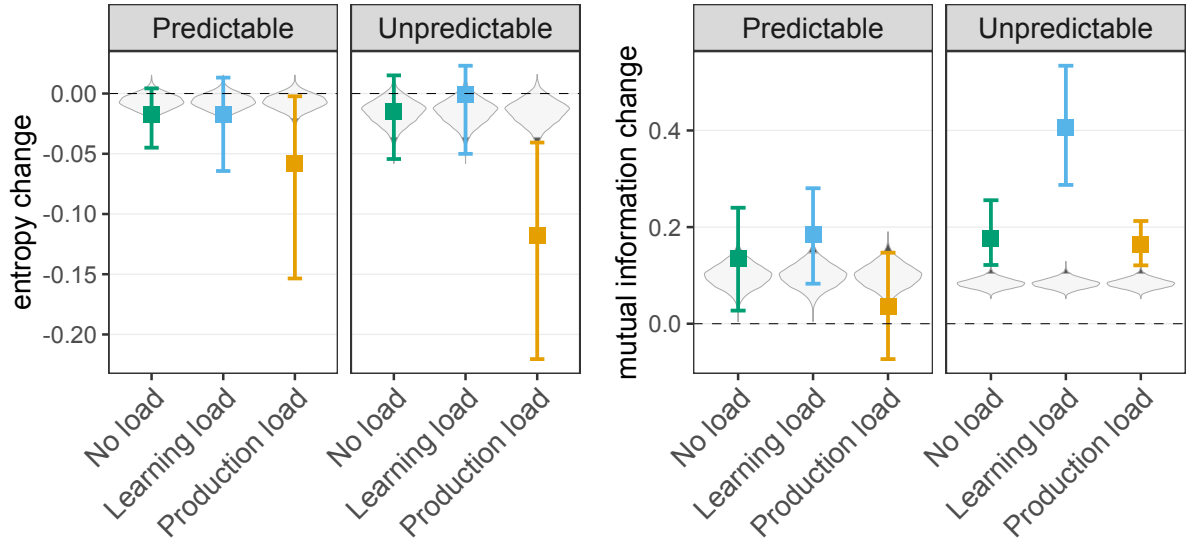 Predictable
Unpredictable
entropy change
0.00
-0.05
-0.10
-0.15
-0.20
No load
Learning load
Production load
No load
Learning load
Production load
Predictable
Unpredictable
mutual information change
0.4
0.2
0.0
No load
Learning load
Production load
No load
Learning load
Production load